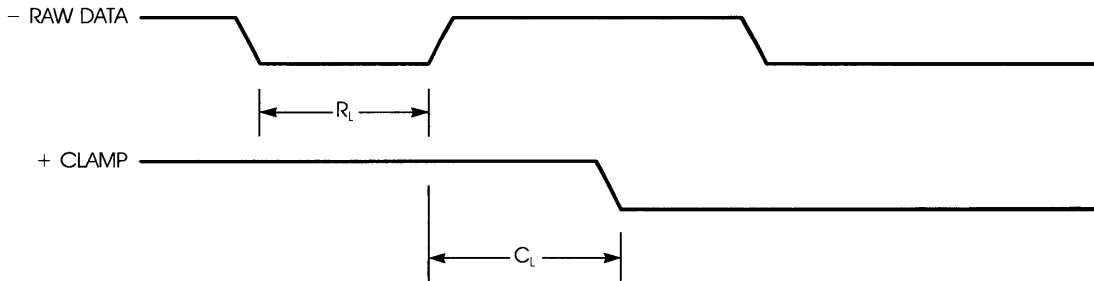 − RAW DATA
R_L
+ CLAMP
C_L